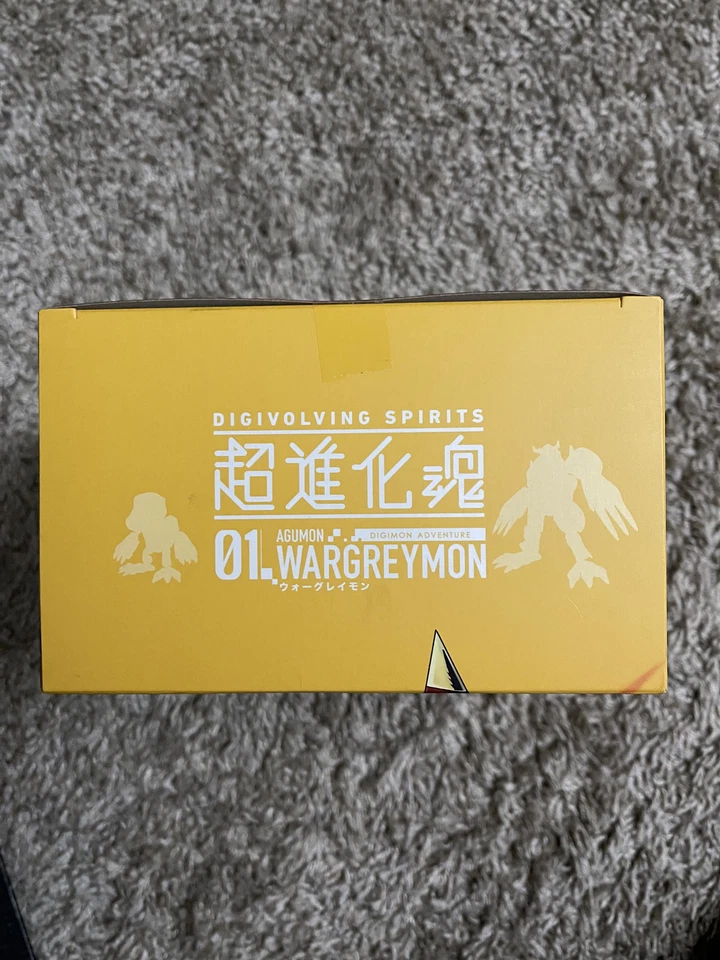 DIGIVOLVING SPIRITS
超進化魂
01 AGUMON DIGIMON ADVENTURE
WARGREYMON
ウォーグレイモン